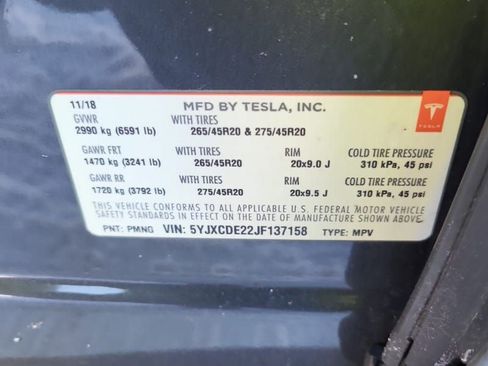 11/18 MFD BY TESLA, INC.
GVWR WITH TIRES
2990 kg (6591 lb) 265/45R20 & 275/45R20
GAWR FRT WITH TIRES RIM COLD TIRE PRESSURE
1470 kg (3241 lb) 265/45R20 20x9.0 J 310 kPa, 45 psi
GAWR RR WITH TIRES RIM COLD TIRE PRESSURE
1720 kg (3792 lb) 275/45R20 20x9.5 J 310 kPa, 45 psi
THIS VEHICLE CONFORMS TO ALL APPLICABLE U.S. FEDERAL MOTOR VEHICLE
SAFETY STANDARDS IN EFFECT ON THE DATE OF MANUFACTURE SHOWN ABOVE.
PNT: PMNG VIN: 5YJXCDE22JF137158 TYPE: MPV